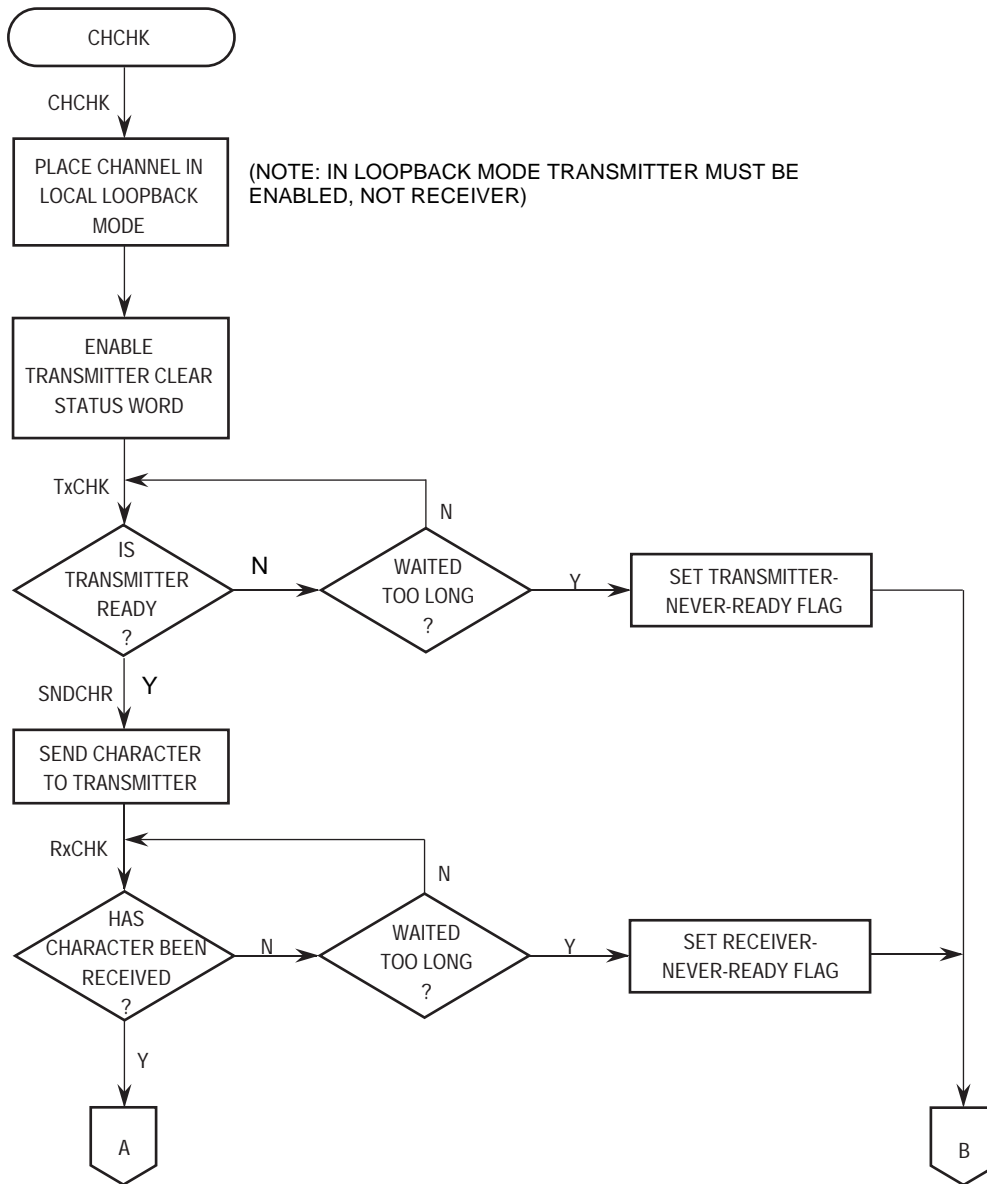 CHCHK
CHCHK
PLACE CHANNEL IN
LOCAL LOOPBACK
MODE
(NOTE: IN LOOPBACK MODE TRANSMITTER MUST BE
ENABLED, NOT RECEIVER)
ENABLE
TRANSMITTER CLEAR
STATUS WORD
TxCHK
N
IS
TRANSMITTER
READY
?
N
WAITED
TOO LONG
?
Y
SET TRANSMITTER-
NEVER-READY FLAG
SNDCHR
Y
SEND CHARACTER
TO TRANSMITTER
RxCHK
N
HAS
CHARACTER BEEN
RECEIVED
?
N
WAITED
TOO LONG
?
Y
SET RECEIVER-
NEVER-READY FLAG
Y
A
B